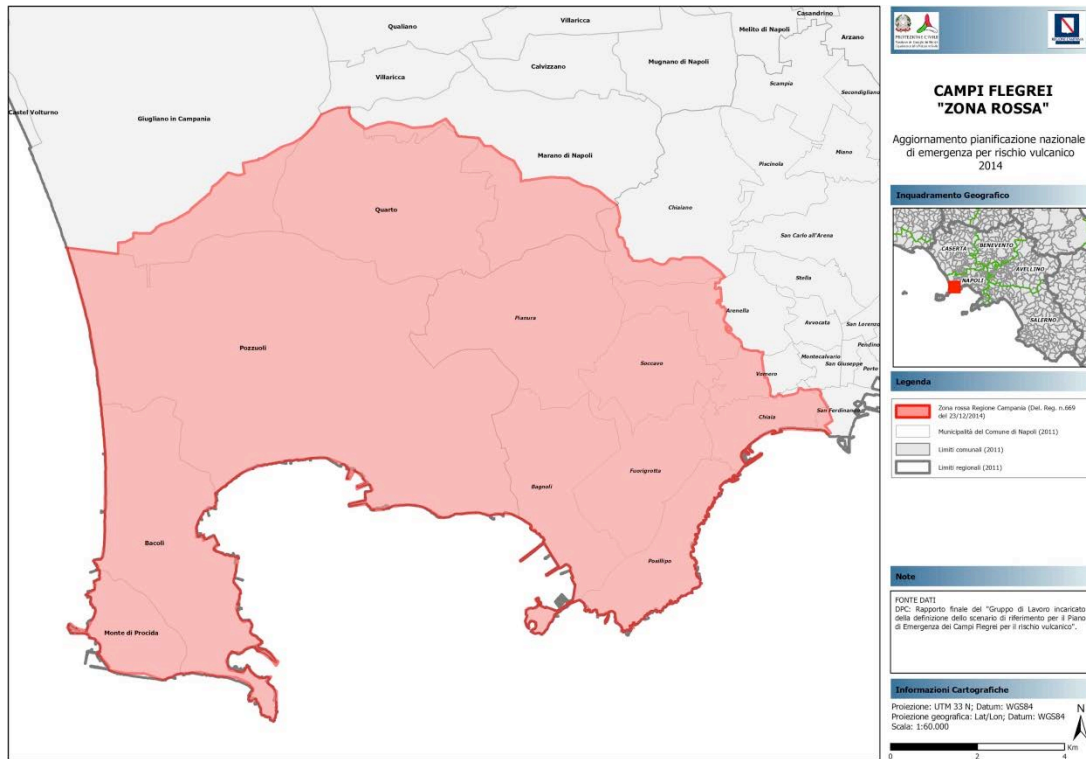 Casandrino
Villaricca
Qualiano
Melito di Napoli
Arzano
Mugnano di Napoli
Calvizzano
Villaricca
Scampia
Secondigliano
Castel Volturno
Giugliano in Campania
Marano di Napoli
Miano
Piscinola
Quarto
Chiaiano
San Carlo all'Arena
Stella
Arenella
Pianura
Avvocata
San Lorenzo
Pendino
Pozzuoli
Montecalvario
San Giuseppe
Porto
Soccavo
Vomero
San Ferdinando
Chiaia
Fuorigrotta
Bagnoli
Bacoli
Posillipo
Monte di Procida
PROTEZIONE CIVILE
REGIONE CAMPANIA
CAMPI FLEGREI
"ZONA ROSSA"
Aggiornamento pianificazione nazionale
di emergenza per rischio vulcanico
2014
Inquadramento Geografico
CASERTA
BENEVENTO
AVELLINO
NAPOLI
SALERNO
Legenda
Zona rossa Regione Campania (Del. Reg. n.669
del 23/12/2014)
Municipalità del Comune di Napoli (2011)
Limiti comunali (2011)
Limiti regionali (2011)
Note
FONTE DATI
DPC: Rapporto finale del "Gruppo di Lavoro incaricato
della definizione dello scenario di riferimento per il Piano
di Emergenza dei Campi Flegrei per il rischio vulcanico".
Informazioni Cartografiche
Proiezione: UTM 33 N; Datum: WGS84
Proiezione geografica: Lat/Lon; Datum: WGS84
Scala: 1:60.000
N
Km
0 2 4